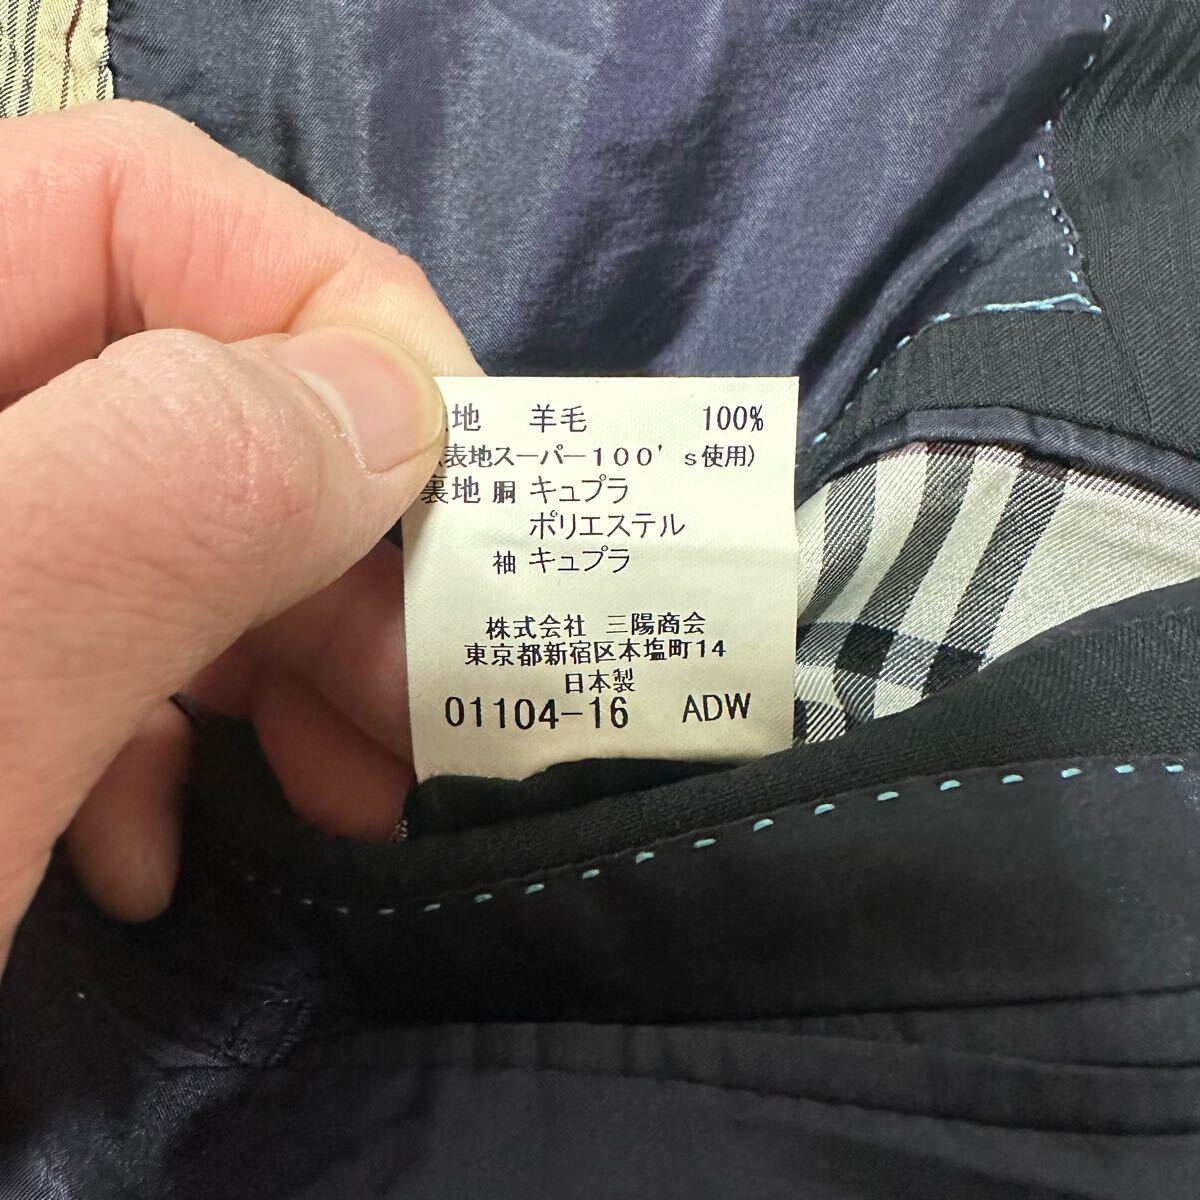 地 羊毛 100%
表地スーパー100's使用)
裏地 胴 キュプラ
ポリエステル
袖 キュプラ
株式会社 三陽商会
東京都新宿区本塩町14
日本製
01104-16 ADW